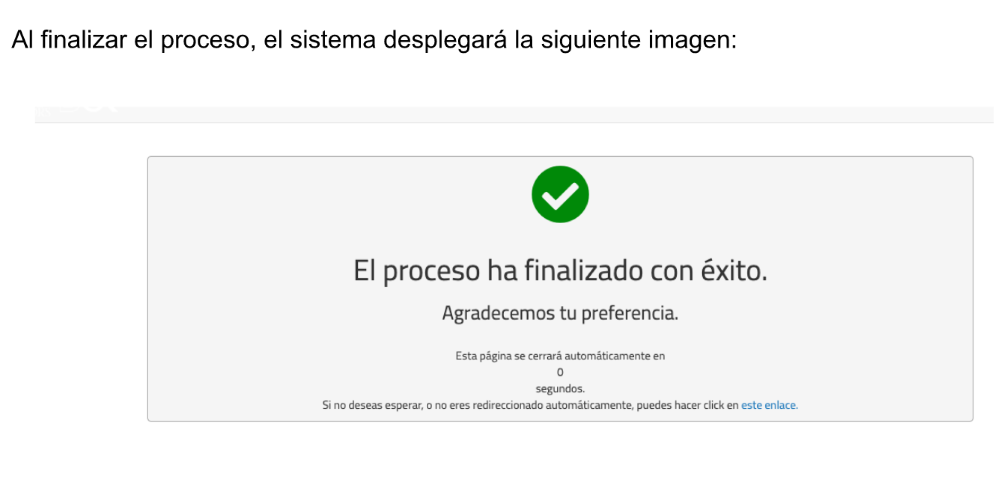 Al finalizar el proceso, el sistema desplegará la siguiente imagen:
El proceso ha finalizado con éxito.
Agradecemos tu preferencia.
Esta página se cerrará automáticamente en
0
segundos.
Si no deseas esperar, o no eres redireccionado automáticamente, puedes hacer click en este enlace.